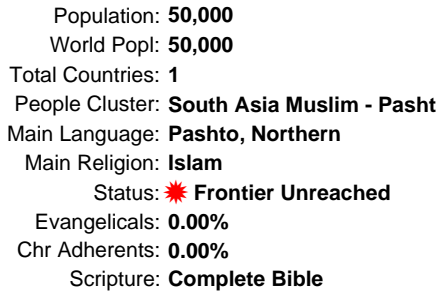 Population: 50,000
World Popl: 50,000
Total Countries: 1
People Cluster: South Asia Muslim - Pasht
Main Language: Pashto, Northern
Main Religion: Islam
Status: Frontier Unreached
Evangelicals: 0.00%
Chr Adherents: 0.00%
Scripture: Complete Bible